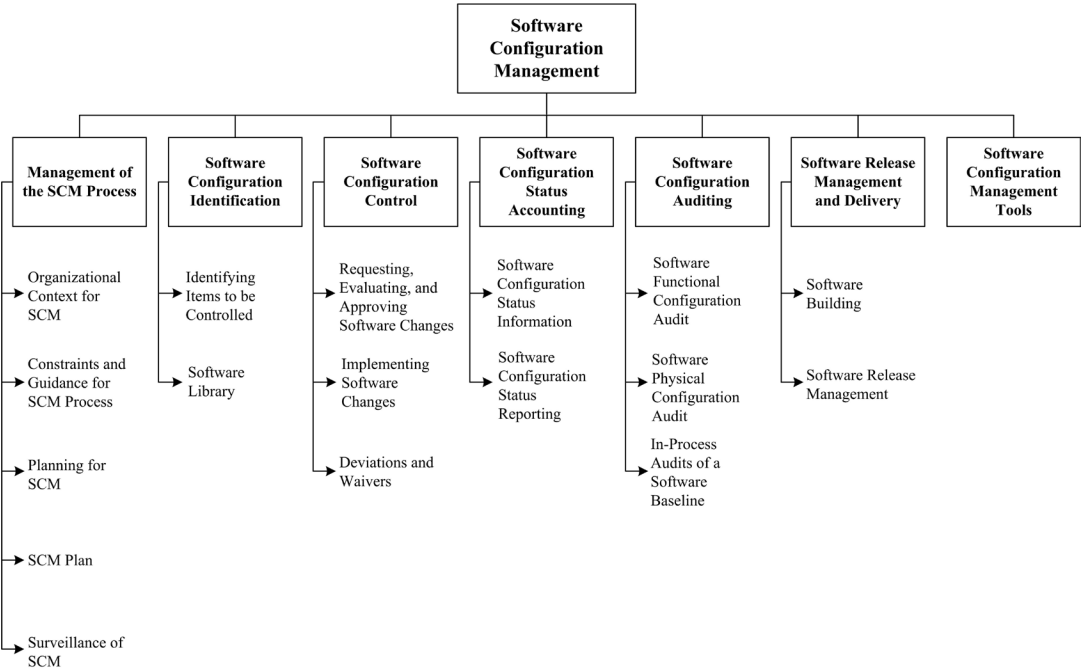 Software
Configuration
Management
Management of
the SCM Process
Software
Configuration
Identification
Software
Configuration
Control
Software
Configuration
Status
Accounting
Software
Configuration
Auditing
Software Release
Management
and Delivery
Software
Configuration
Management
Tools
Organizational
Context for
SCM
Constraints and
Guidance for
SCM Process
Planning for
SCM
SCM Plan
Surveillance of
SCM
Identifying
Items to be
Controlled
Software
Library
Requesting,
Evaluating, and
Approving
Software Changes
Implementing
Software
Changes
Deviations and
Waivers
Software
Configuration
Status
Information
Software
Configuration
Status
Reporting
Software
Functional
Configuration
Audit
Software
Physical
Configuration
Audit
In-Process
Audits of a
Software
Baseline
Software
Building
Software Release
Management